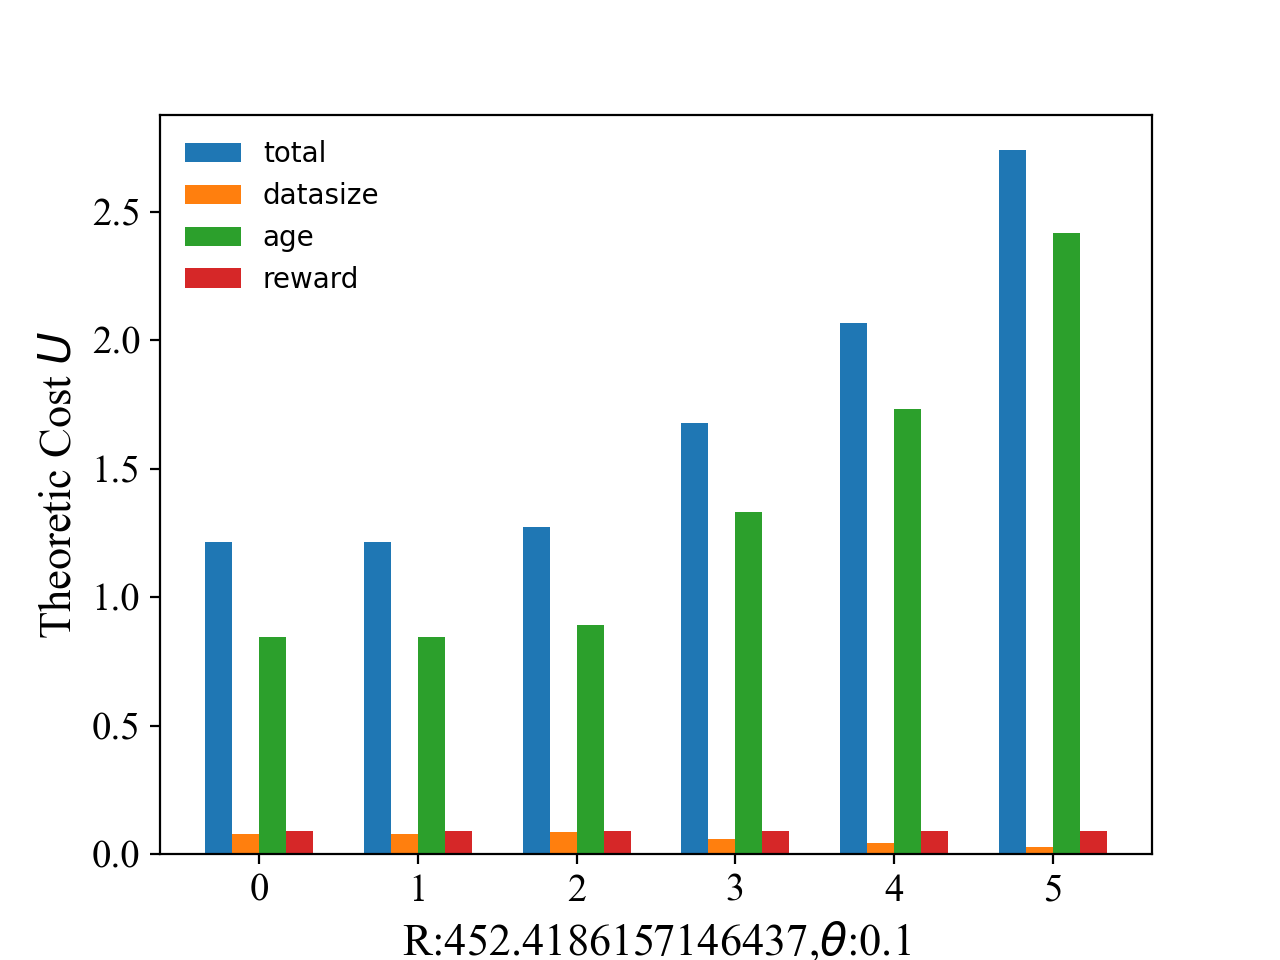 total
datasize
age
reward
Theoretic Cost U
2.5
2.0
1.5
1.0
0.5
0.0
0 1 2 3 4 5
R:452.4186157146437,θ:0.1